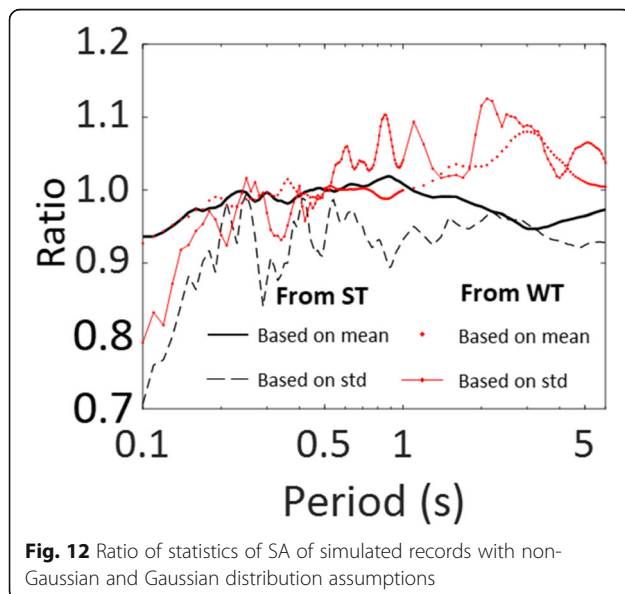 1.2
1.1
1.0
0.9
0.8
0.7
Ratio
From ST
From WT
Based on mean
Based on mean
Based on std
Based on std
0.1
0.5
1
5
Period (s)
Fig. 12 Ratio of statistics of SA of simulated records with non-
Gaussian and Gaussian distribution assumptions